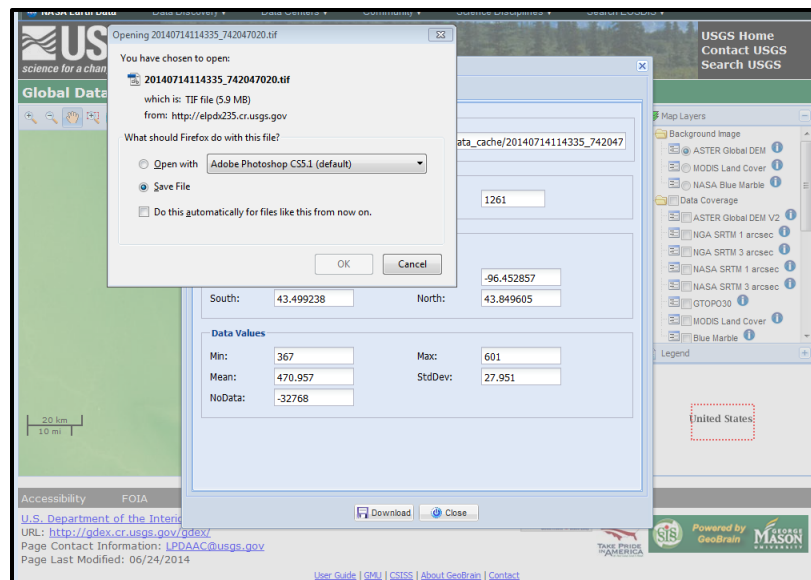 NASA Earth Data
Data Discovery
Data Centers
Community
Science Disciplines
Search EOSDIS
USGS Home
Contact USGS
Search USGS
US
science for a chan
Global Data
Opening 20140714114335_742047020.tif
You have chosen to open:
20140714114335_742047020.tif
which is: TIF file (5.9 MB)
from: http://elpdx235.cr.usgs.gov
What should Firefox do with this file?
Open with
Adobe Photoshop CS5.1 (default)
Save File
Do this automatically for files like this from now on.
OK
Cancel
ata_cache/20140714114335_742047
1261
-96.452857
South:
43.499238
North:
43.849605
Data Values
Min:
367
Max:
601
Mean:
470.957
StdDev:
27.951
NoData:
-32768
Download
Close
Map Layers
Background Image
ASTER Global DEM
MODIS Land Cover
NASA Blue Marble
Data Coverage
ASTER Global DEM V2
NGA SRTM 1 arcsec
NGA SRTM 3 arcsec
NASA SRTM 1 arcsec
NASA SRTM 3 arcsec
GTOPO30
MODIS Land Cover
Blue Marble
Legend
United States
20 km
10 mi
Accessibility
FOIA
U.S. Department of the Interio
URL: http://gdex.cr.usgs.gov/gdex/
Page Contact Information: LPDAAC@usgs.gov
Page Last Modified: 06/24/2014
TAKE PRIDE
IN AMERICA
Powered by
GeoBrain
GEORGE
MASON
UNIVERSITY
User Guide | GMU | CSISS | About GeoBrain | Contact